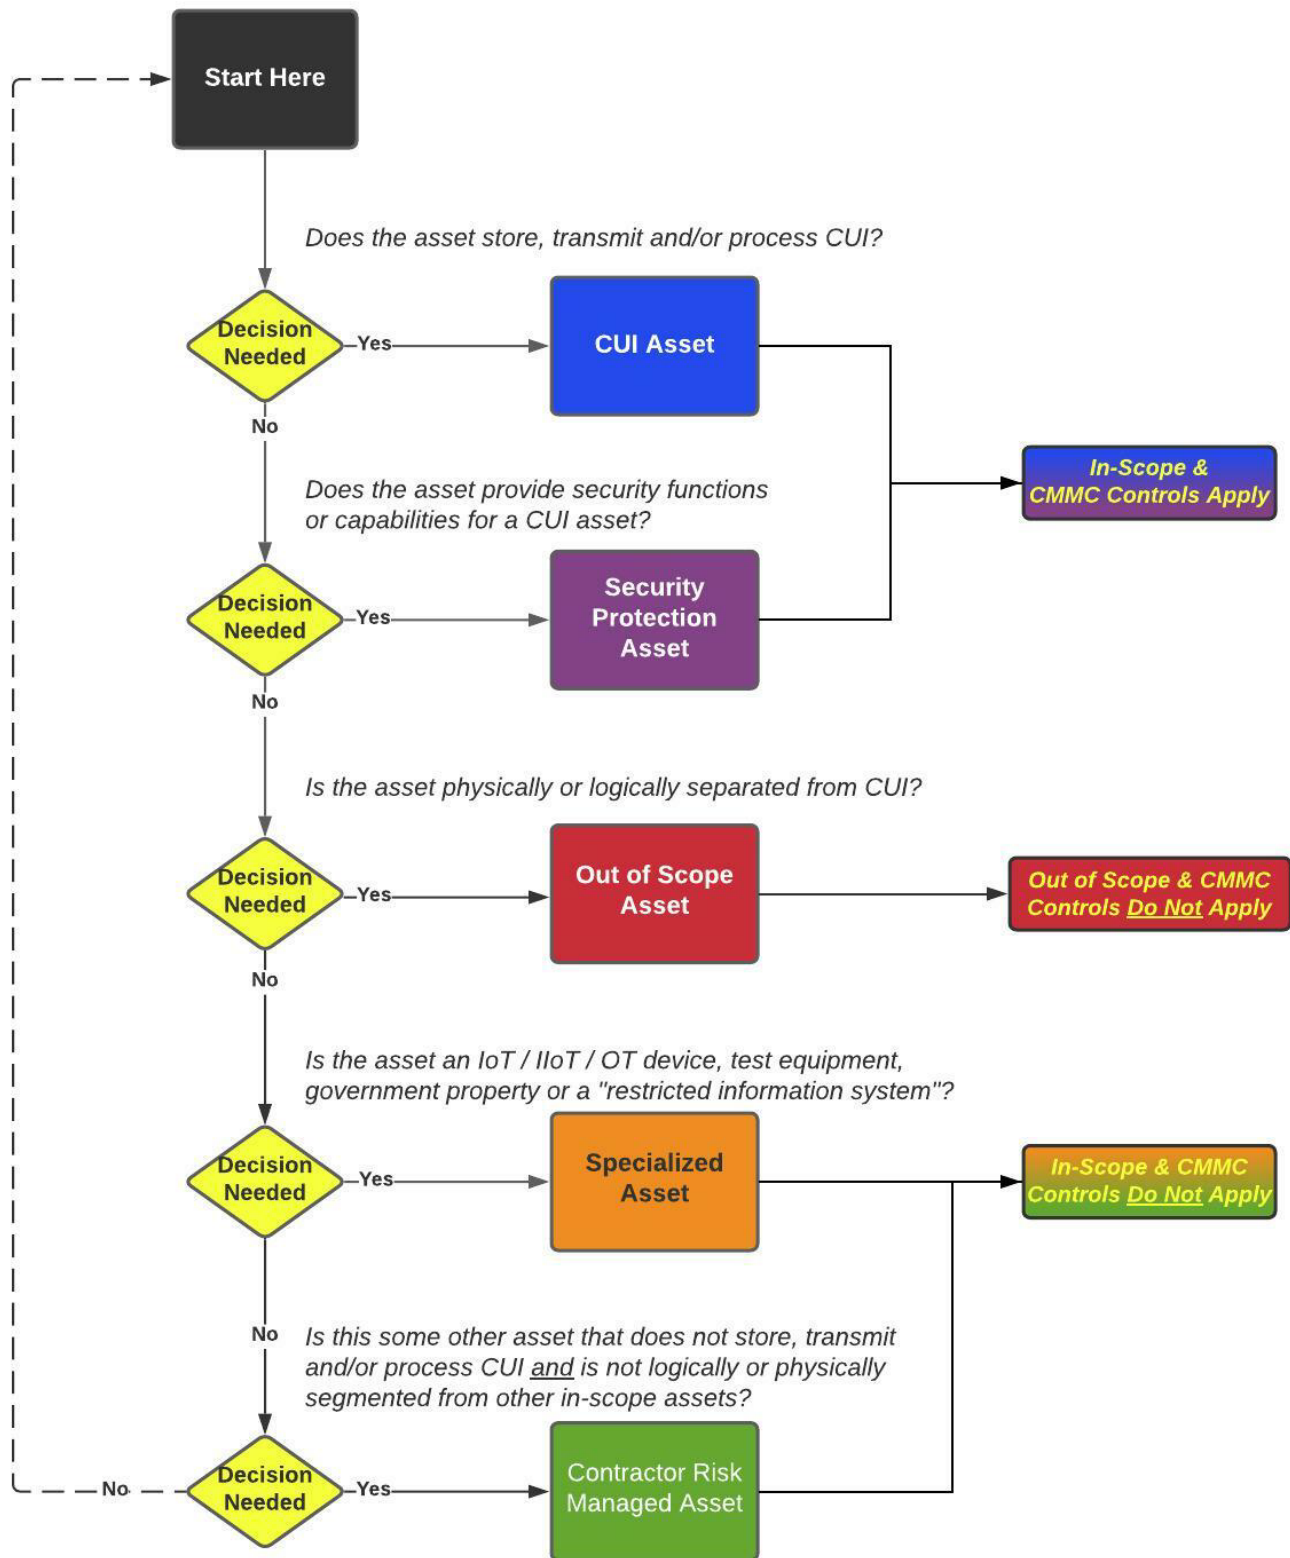 Start Here
Does the asset store, transmit and/or process CUI?
Decision
Needed
Yes
CUI Asset
No
In-Scope &
CMMC Controls Apply
Does the asset provide security functions
or capabilities for a CUI asset?
Decision
Needed
Yes
Security
Protection
Asset
No
Is the asset physically or logically separated from CUI?
Decision
Needed
Yes
Out of Scope
Asset
Out of Scope & CMMC
Controls Do Not Apply
No
Is the asset an IoT / IIoT / OT device, test equipment,
government property or a "restricted information system"?
Decision
Needed
Yes
Specialized
Asset
In-Scope & CMMC
Controls Do Not Apply
No
Is this some other asset that does not store, transmit
and/or process CUI and is not logically or physically
segmented from other in-scope assets?
No
Decision
Needed
Yes
Contractor Risk
Managed Asset